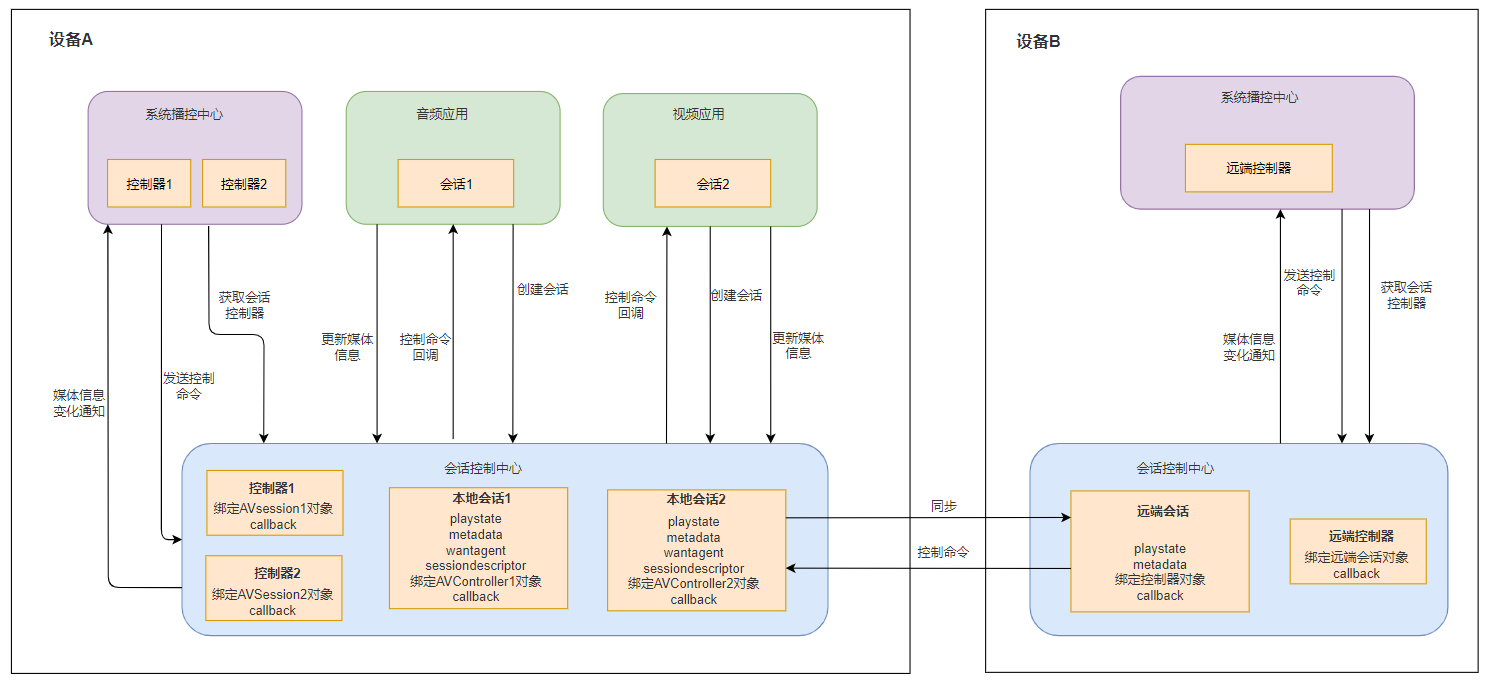 设备A
设备B
系统播控中心
控制器1
控制器2
音频应用
会话1
视频应用
会话2
系统播控中心
远端控制器
获取会话
控制器
发送控制
命令
媒体信息
变化通知
更新媒体
信息
控制命令
回调
创建会话
控制命令
回调
创建会话
更新媒体
信息
发送控制
命令
获取会话
控制器
媒体信息
变化通知
会话控制中心
控制器1
绑定AVsession1对象
callback
控制器2
绑定AVSession2对象
callback
本地会话1
playstate
metadata
wantagent
sessiondescriptor
绑定AVController1对象
callback
本地会话2
playstate
metadata
wantagent
sessiondescriptor
绑定AVController2对象
callback
同步
控制命令
会话控制中心
远端会话
playstate
metadata
绑定控制器对象
callback
远端控制器
绑定远端会话对象
callback